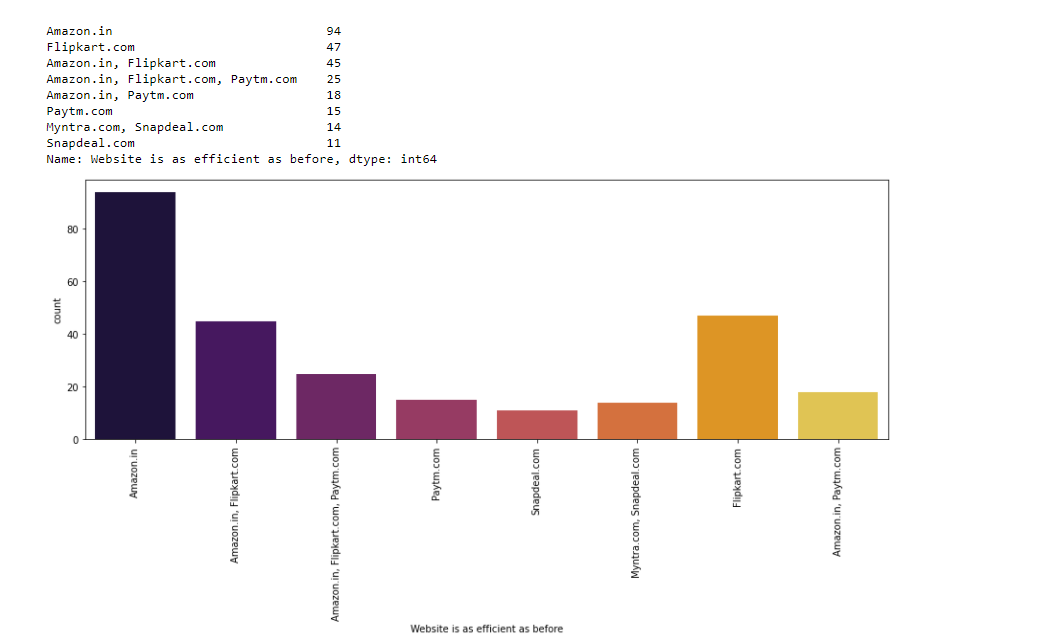 Amazon.in 94
Flipkart.com 47
Amazon.in, Flipkart.com 45
Amazon.in, Flipkart.com, Paytm.com 25
Amazon.in, Paytm.com 18
Paytm.com 15
Myntra.com, Snapdeal.com 14
Snapdeal.com 11
Name: Website is as efficient as before, dtype: int64
80
60
40
20
0
count
Amazon.in
Amazon.in, Flipkart.com
Amazon.in, Flipkart.com, Paytm.com
Paytm.com
Snapdeal.com
Myntra.com, Snapdeal.com
Flipkart.com
Amazon.in, Paytm.com
Website is as efficient as before